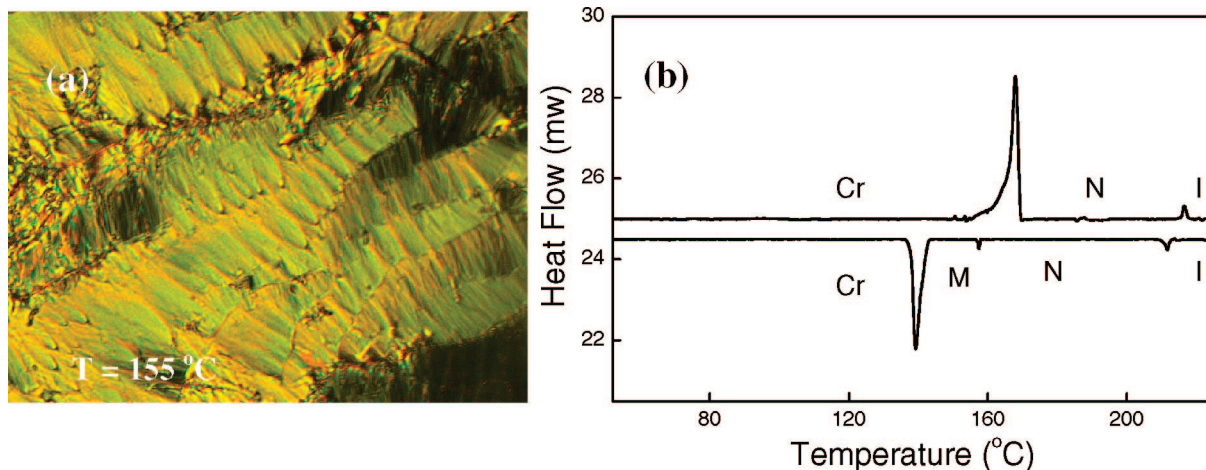 (a)
T = 155 °C
(b)
Heat Flow (mw)
30
28
26
24
22
Cr
N
I
Cr
M
N
I
80
120
160
200
Temperature (°C)